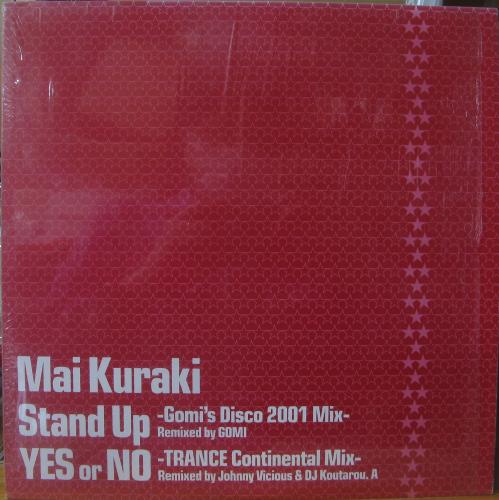 Mai Kuraki
Stand Up -Gomi's Disco 2001 Mix-
Remixed by GOMI
YES or NO -TRANCE Continental Mix-
Remixed by Johnny Vicious & DJ Koutarou. A